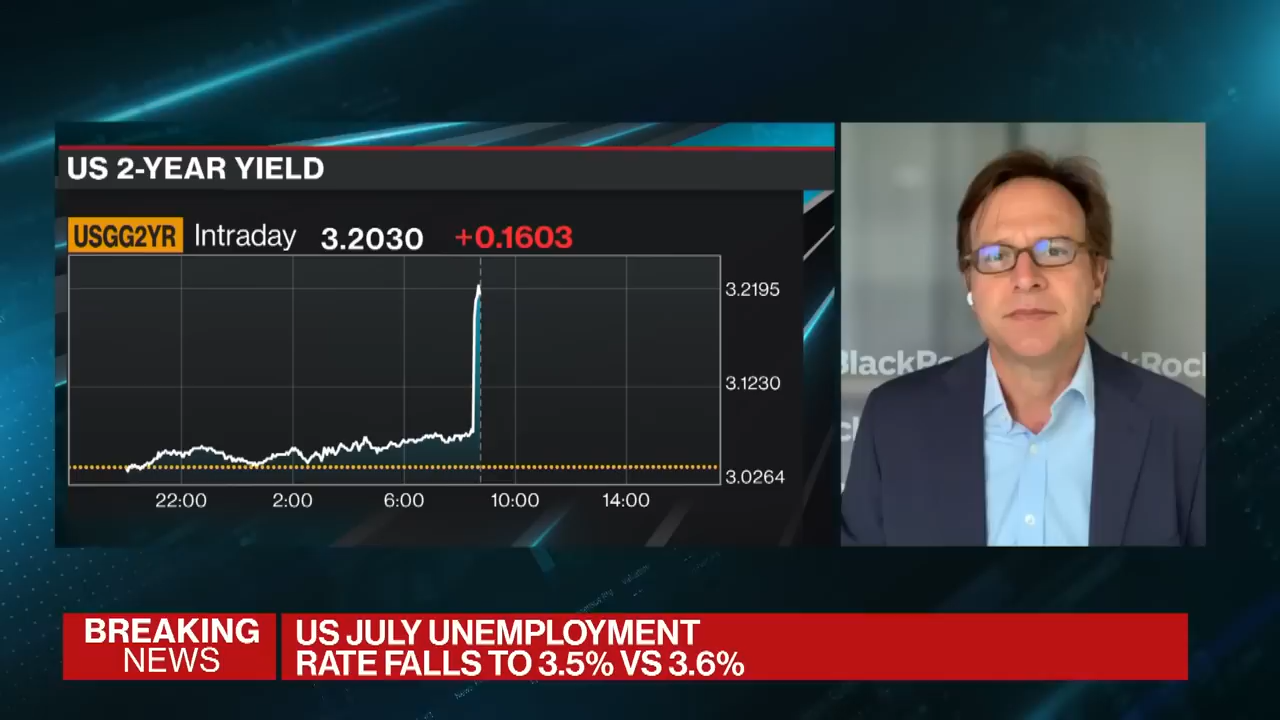 US 2-YEAR YIELD
USGG2YR Intraday 3.2030 +0.1603
3.2195
3.1230
3.0264
22:00 2:00 6:00 10:00 14:00
BlackRo kRock
BREAKING
NEWS
US JULY UNEMPLOYMENT
RATE FALLS TO 3.5% VS 3.6%